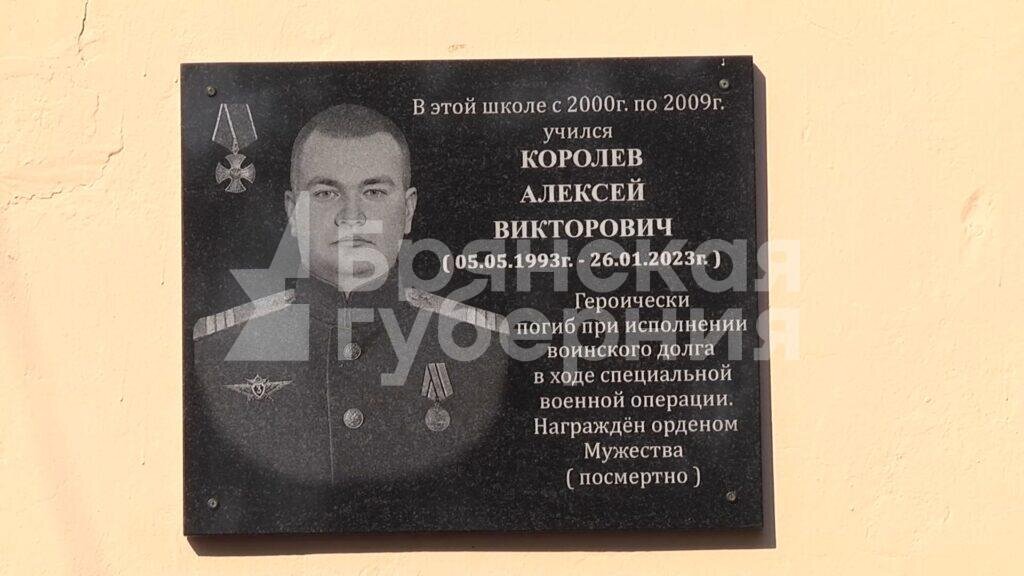 В этой школе с 2000г. по 2009г.
учился
КОРОЛЕВ
АЛЕКСЕЙ
ВИКТОРОВИЧ
( 05.05.1993г. - 26.01.2023г. )
Героически
погиб при исполнении
воинского долга
в ходе специальной
военной операции.
Награждён орденом
Мужества
( посмертно )
Брянская
Губерния
3